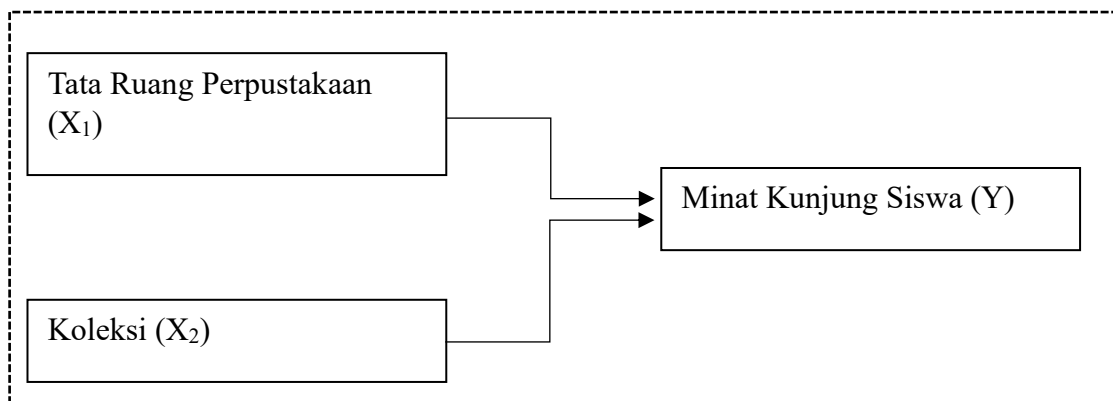 Tata Ruang Perpustakaan
(X₁)
Minat Kunjung Siswa (Y)
Koleksi (X₂)